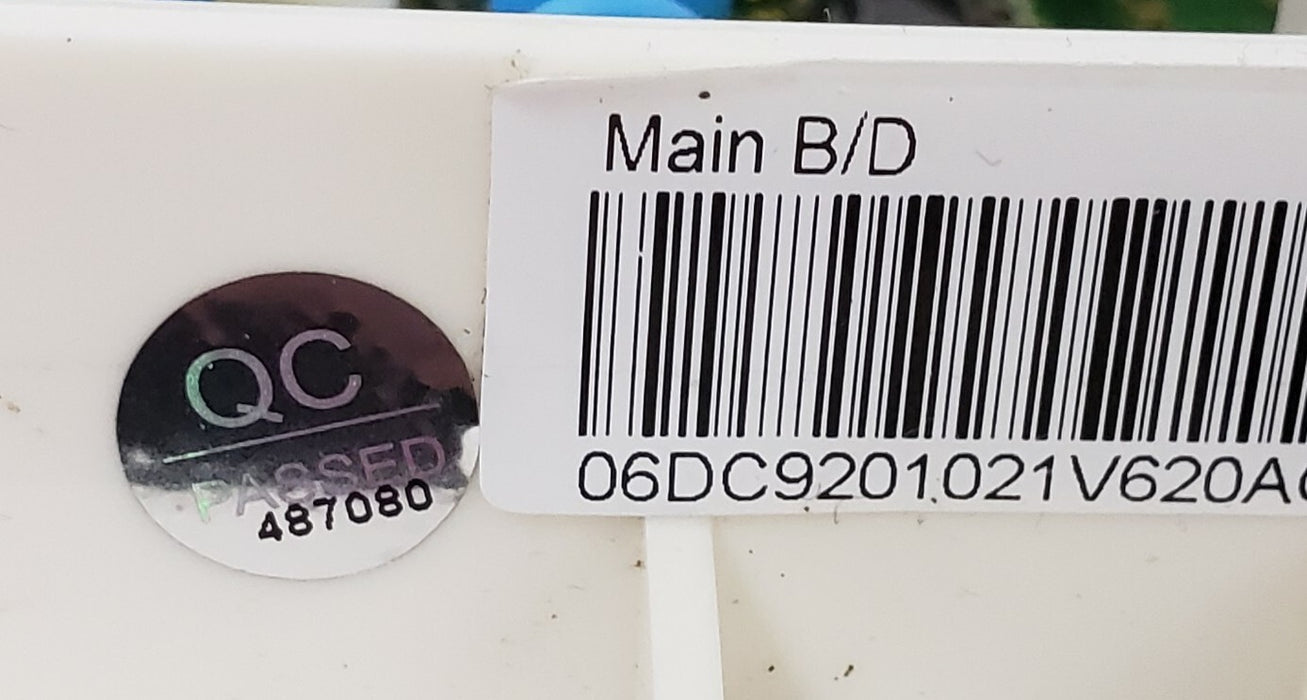 Main B/D
06DC9201021V620A
QC
PASSED
487080